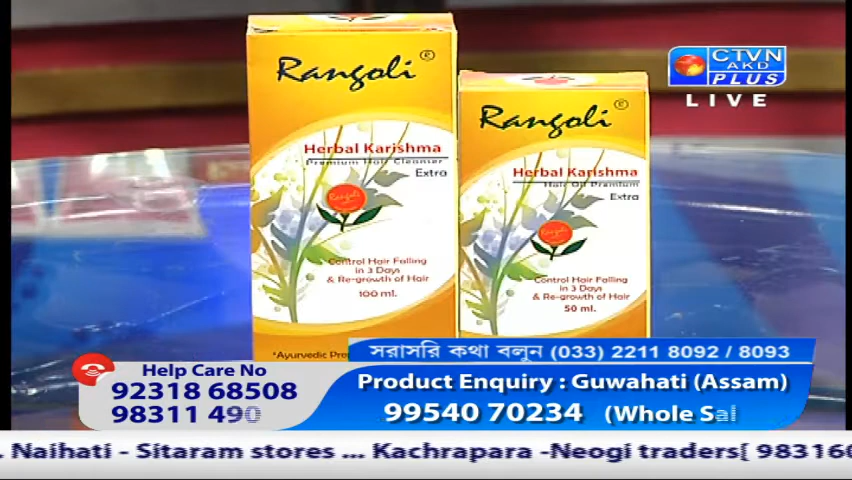 Rangoli®
Herbal Karishma
Premium Hair Cleanser
Extra
Rangoli
Control Hair Falling
in 3 Days
& Re-growth of Hair
100 ml.
*Ayurvedic
Rangoli®
Herbal Karishma
Hair Oil Premium
Extra
Rangoli
Control Hair Falling
in 3 Days
& Re-growth of Hair
50 ml.
CTVN
AKD
PLUS
LIVE
সরাসরি কথা বলুন (033) 2211 8092 / 8093
Help Care No
92318 68508
98311 490
Product Enquiry : Guwahati (Assam)
99540 70234 (Whole Sal
. Naihati - Sitaram stores ... Kachrapara -Neogi traders[ 983160